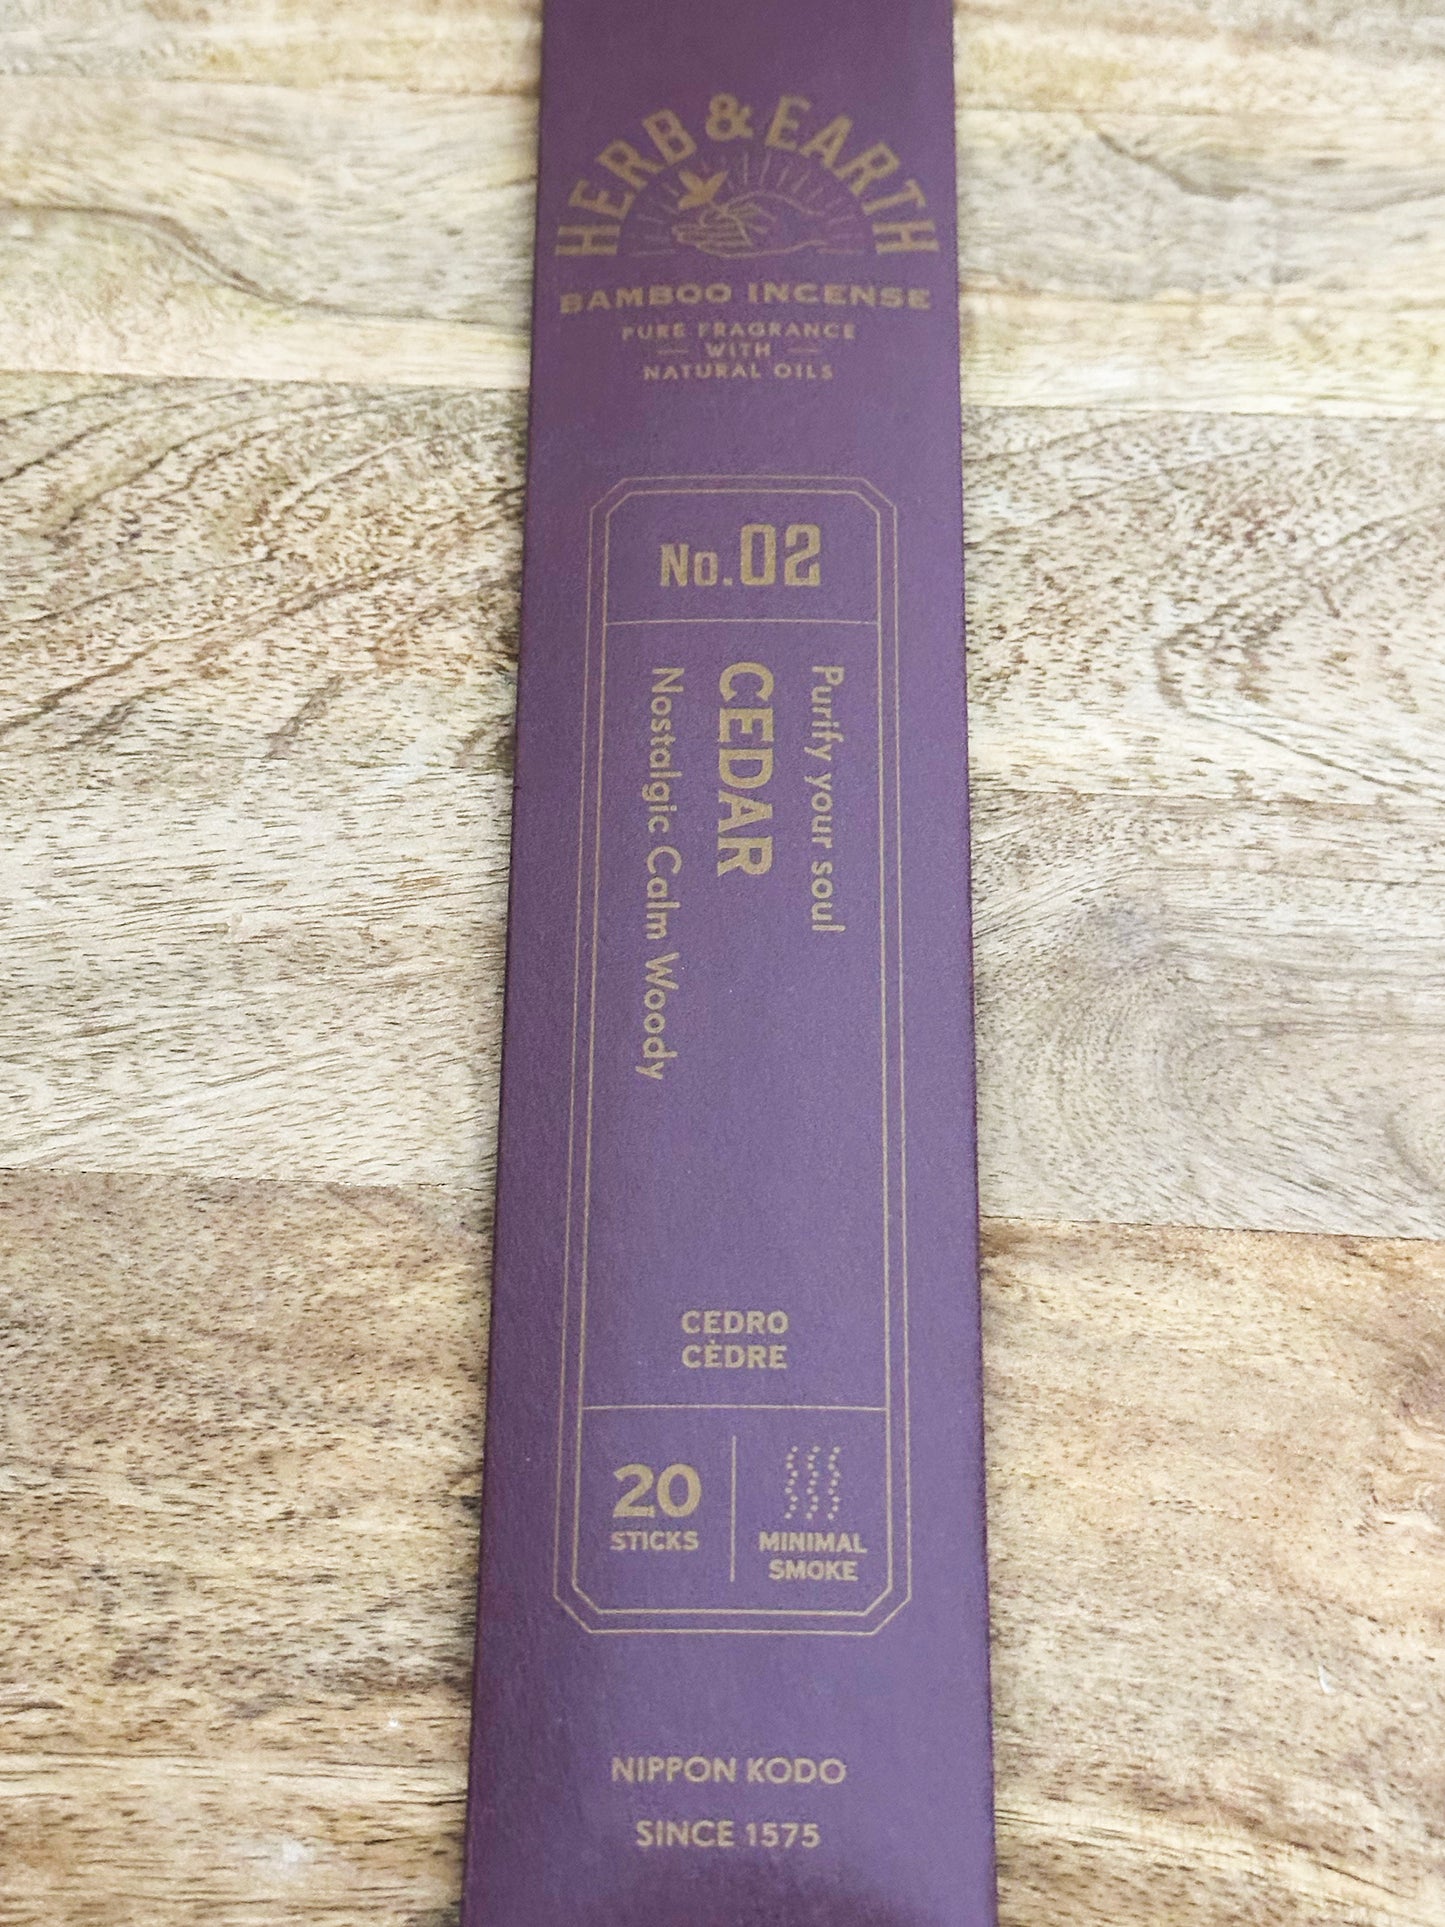 HERB & EARTH
BAMBOO INCENSE
PURE FRAGRANCE
WITH
NATURAL OILS
No.02
Purify your soul
CEDAR
Nostalgic Calm Woody
CEDRO
CÈDRE
20
STICKS
MINIMAL
SMOKE
NIPPON KODO
SINCE 1575